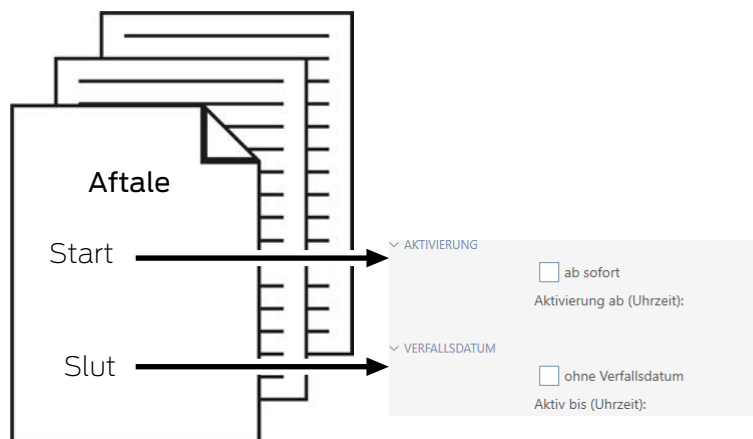 Aftale
Start
AKTIVIERUNG
ab sofort
Aktivierung ab (Uhrzeit):
Slut
VERFALLSDATUM
ohne Verfallsdatum
Aktiv bis (Uhrzeit):